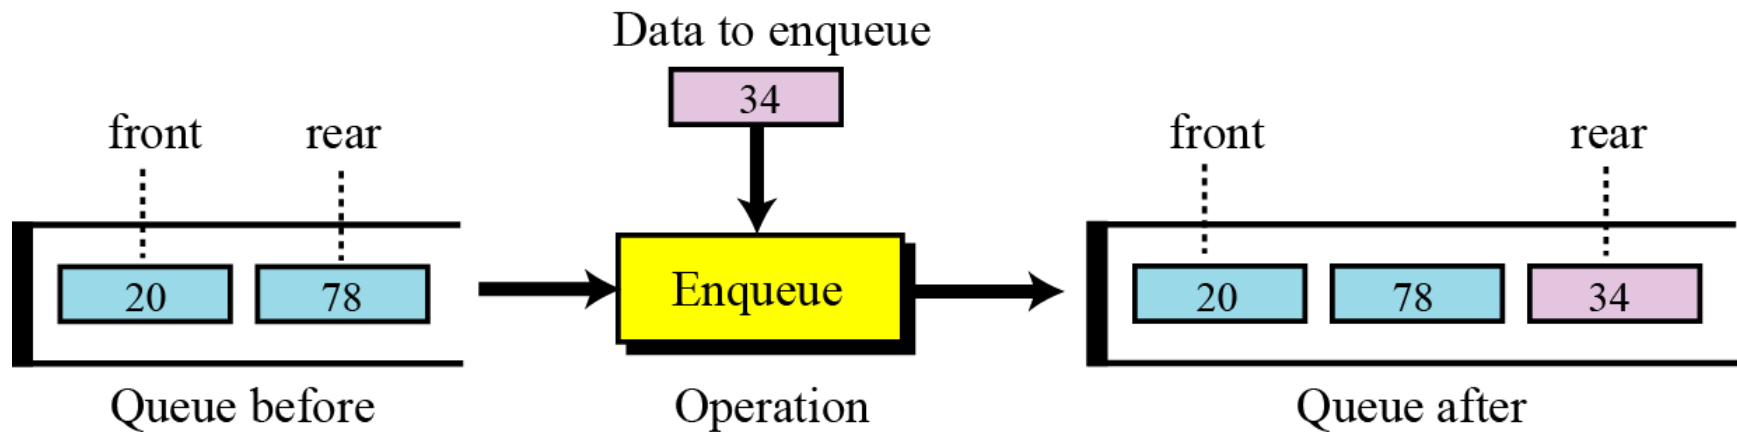 Data to enqueue
34
front rear
20 78
Queue before
Enqueue
Operation
front rear
20 78 34
Queue after